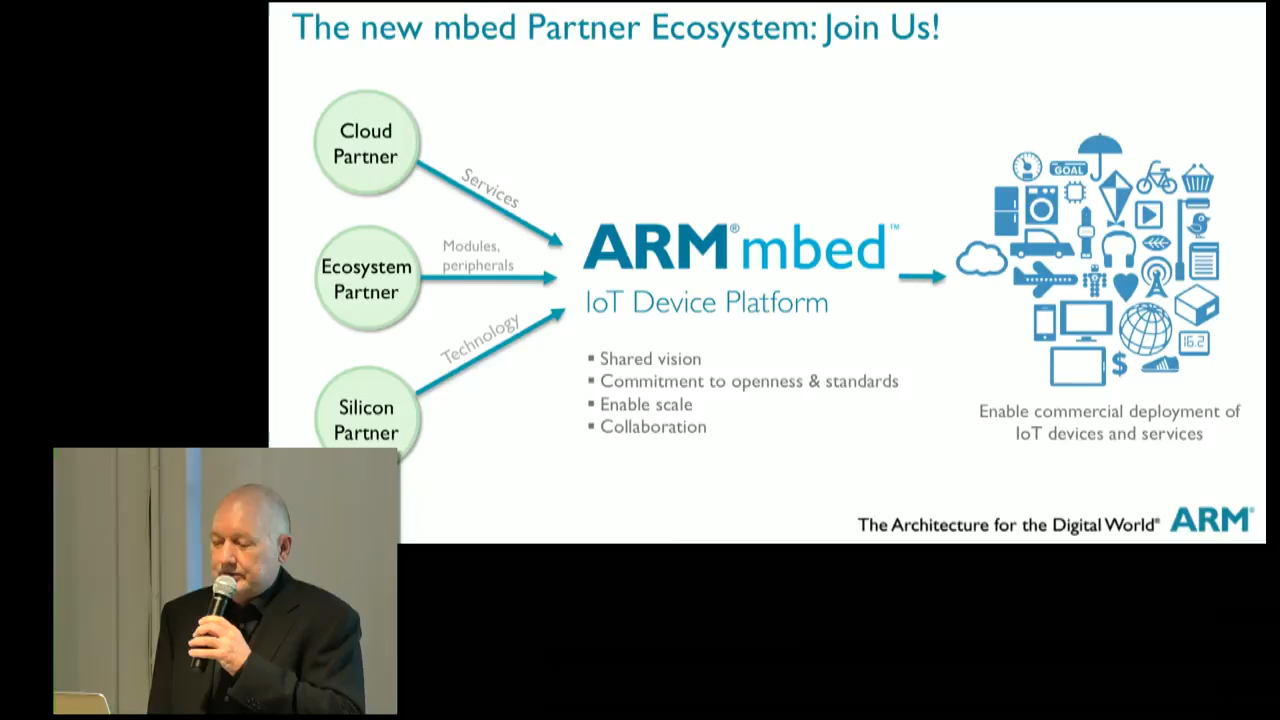 The new mbed Partner Ecosystem: Join Us!
Cloud
Partner
Services
Ecosystem
Partner
Modules,
peripherals
Silicon
Partner
Technology
ARM® mbed™
IoT Device Platform
▪ Shared vision
▪ Commitment to openness & standards
▪ Enable scale
▪ Collaboration
GOAL
16.2
$
Enable commercial deployment of
IoT devices and services
The Architecture for the Digital World® ARM®